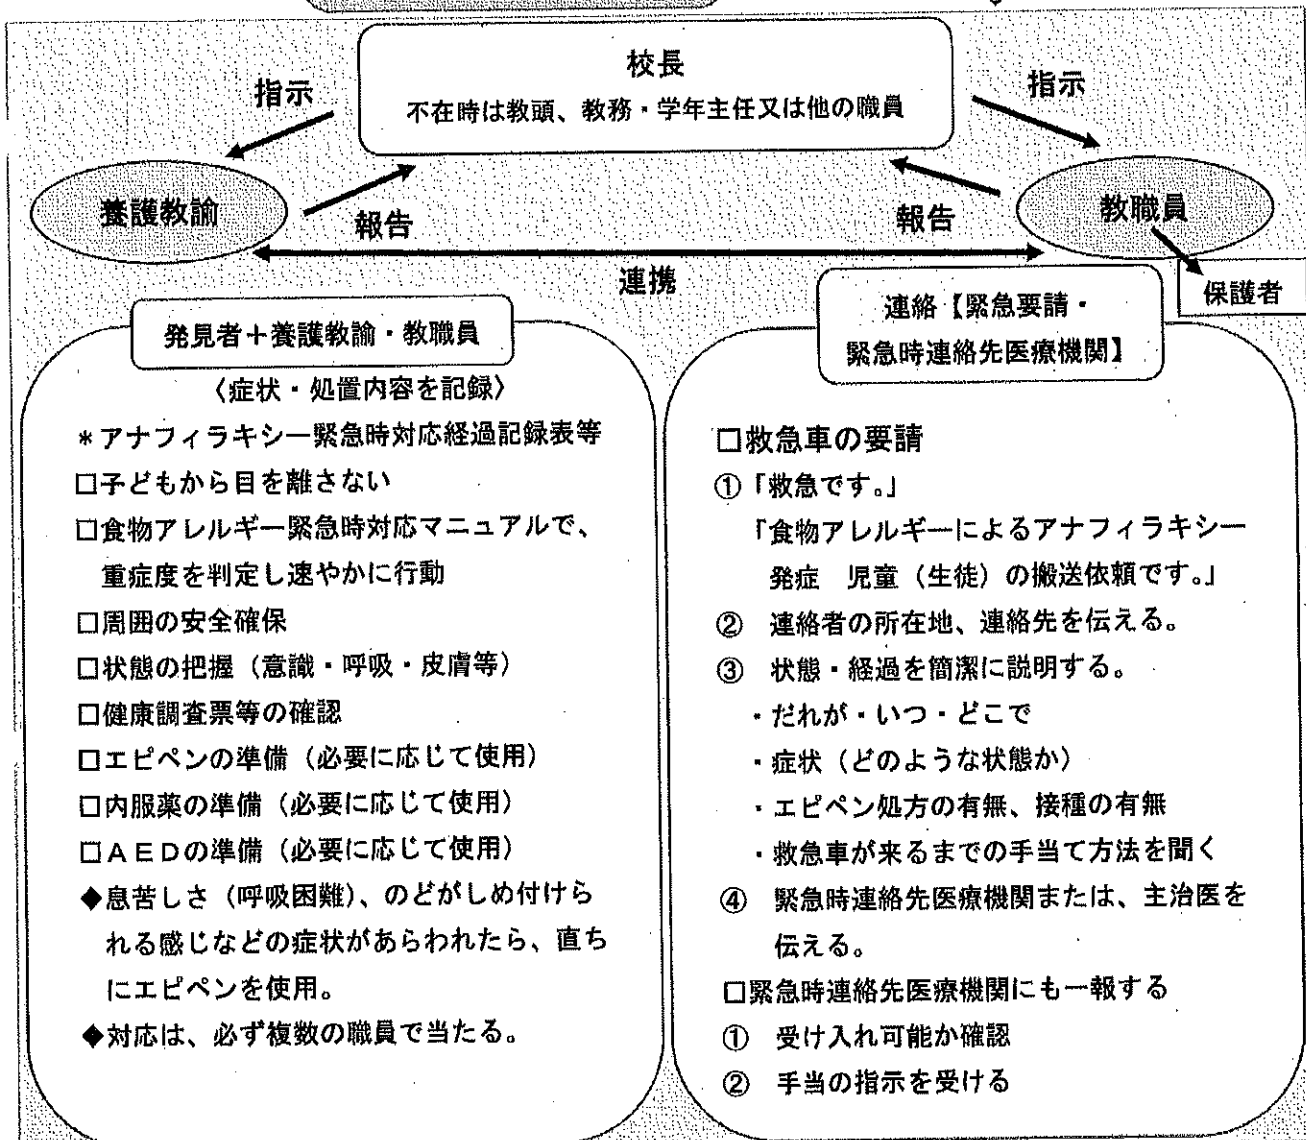 校長
不在時は教頭、教務・学年主任又は他の職員
指示
指示
養護教諭
報告
報告
教職員
連携
保護者
発見者＋養護教諭・教職員
〈症状・処置内容を記録〉
＊アナフィラキシー緊急時対応経過記録表等
□子どもから目を離さない
□食物アレルギー緊急時対応マニュアルで、
重症度を判定し速やかに行動
□周囲の安全確保
□状態の把握（意識・呼吸・皮膚等）
□健康調査票等の確認
□エピペンの準備（必要に応じて使用）
□内服薬の準備（必要に応じて使用）
□ＡＥＤの準備（必要に応じて使用）
◆息苦しさ（呼吸困難）、のどがしめ付けら
れる感じなどの症状があらわれたら、直ち
にエピペンを使用。
◆対応は、必ず複数の職員で当たる。
連絡【緊急要請・
緊急時連絡先医療機関】
□救急車の要請
①「救急です。」
「食物アレルギーによるアナフィラキシー
発症　児童（生徒）の搬送依頼です。」
②　連絡者の所在地、連絡先を伝える。
③　状態・経過を簡潔に説明する。
・だれが・いつ・どこで
・症状（どのような状態か）
・エピペン処方の有無、接種の有無
・救急車が来るまでの手当て方法を聞く
④　緊急時連絡先医療機関または、主治医を
伝える。
□緊急時連絡先医療機関にも一報する
①　受け入れ可能か確認
②　手当の指示を受ける